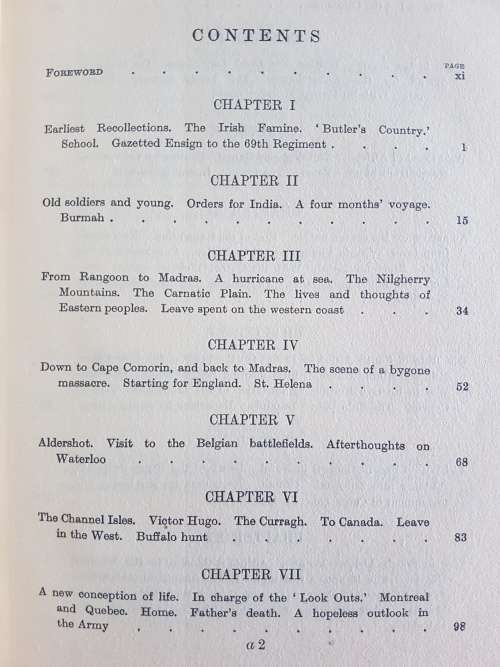 CONTENTS
PAGE
FOREWORD . . . . . . . . . . xi
CHAPTER I
Earliest Recollections. The Irish Famine. ‘Butler’s Country.’
School. Gazetted Ensign to the 69th Regiment . . . . 1
CHAPTER II
Old soldiers and young. Orders for India. A four months’ voyage.
Burmah . . . . . . . . . . . 15
CHAPTER III
From Rangoon to Madras. A hurricane at sea. The Nilgherry
Mountains. The Carnatic Plain. The lives and thoughts of
Eastern peoples. Leave spent on the western coast . . . 34
CHAPTER IV
Down to Cape Comorin, and back to Madras. The scene of a bygone
massacre. Starting for England. St. Helena . . . . 52
CHAPTER V
Aldershot. Visit to the Belgian battlefields. Afterthoughts on
Waterloo . . . . . . . . . . 68
CHAPTER VI
The Channel Isles. Victor Hugo. The Curragh. To Canada. Leave
in the West. Buffalo hunt . . . . . . . 83
CHAPTER VII
A new conception of life. In charge of the ‘Look Outs.’ Montreal
and Quebec. Home. Father’s death. A hopeless outlook in
the Army . . . . . . . . . . 98
a 2